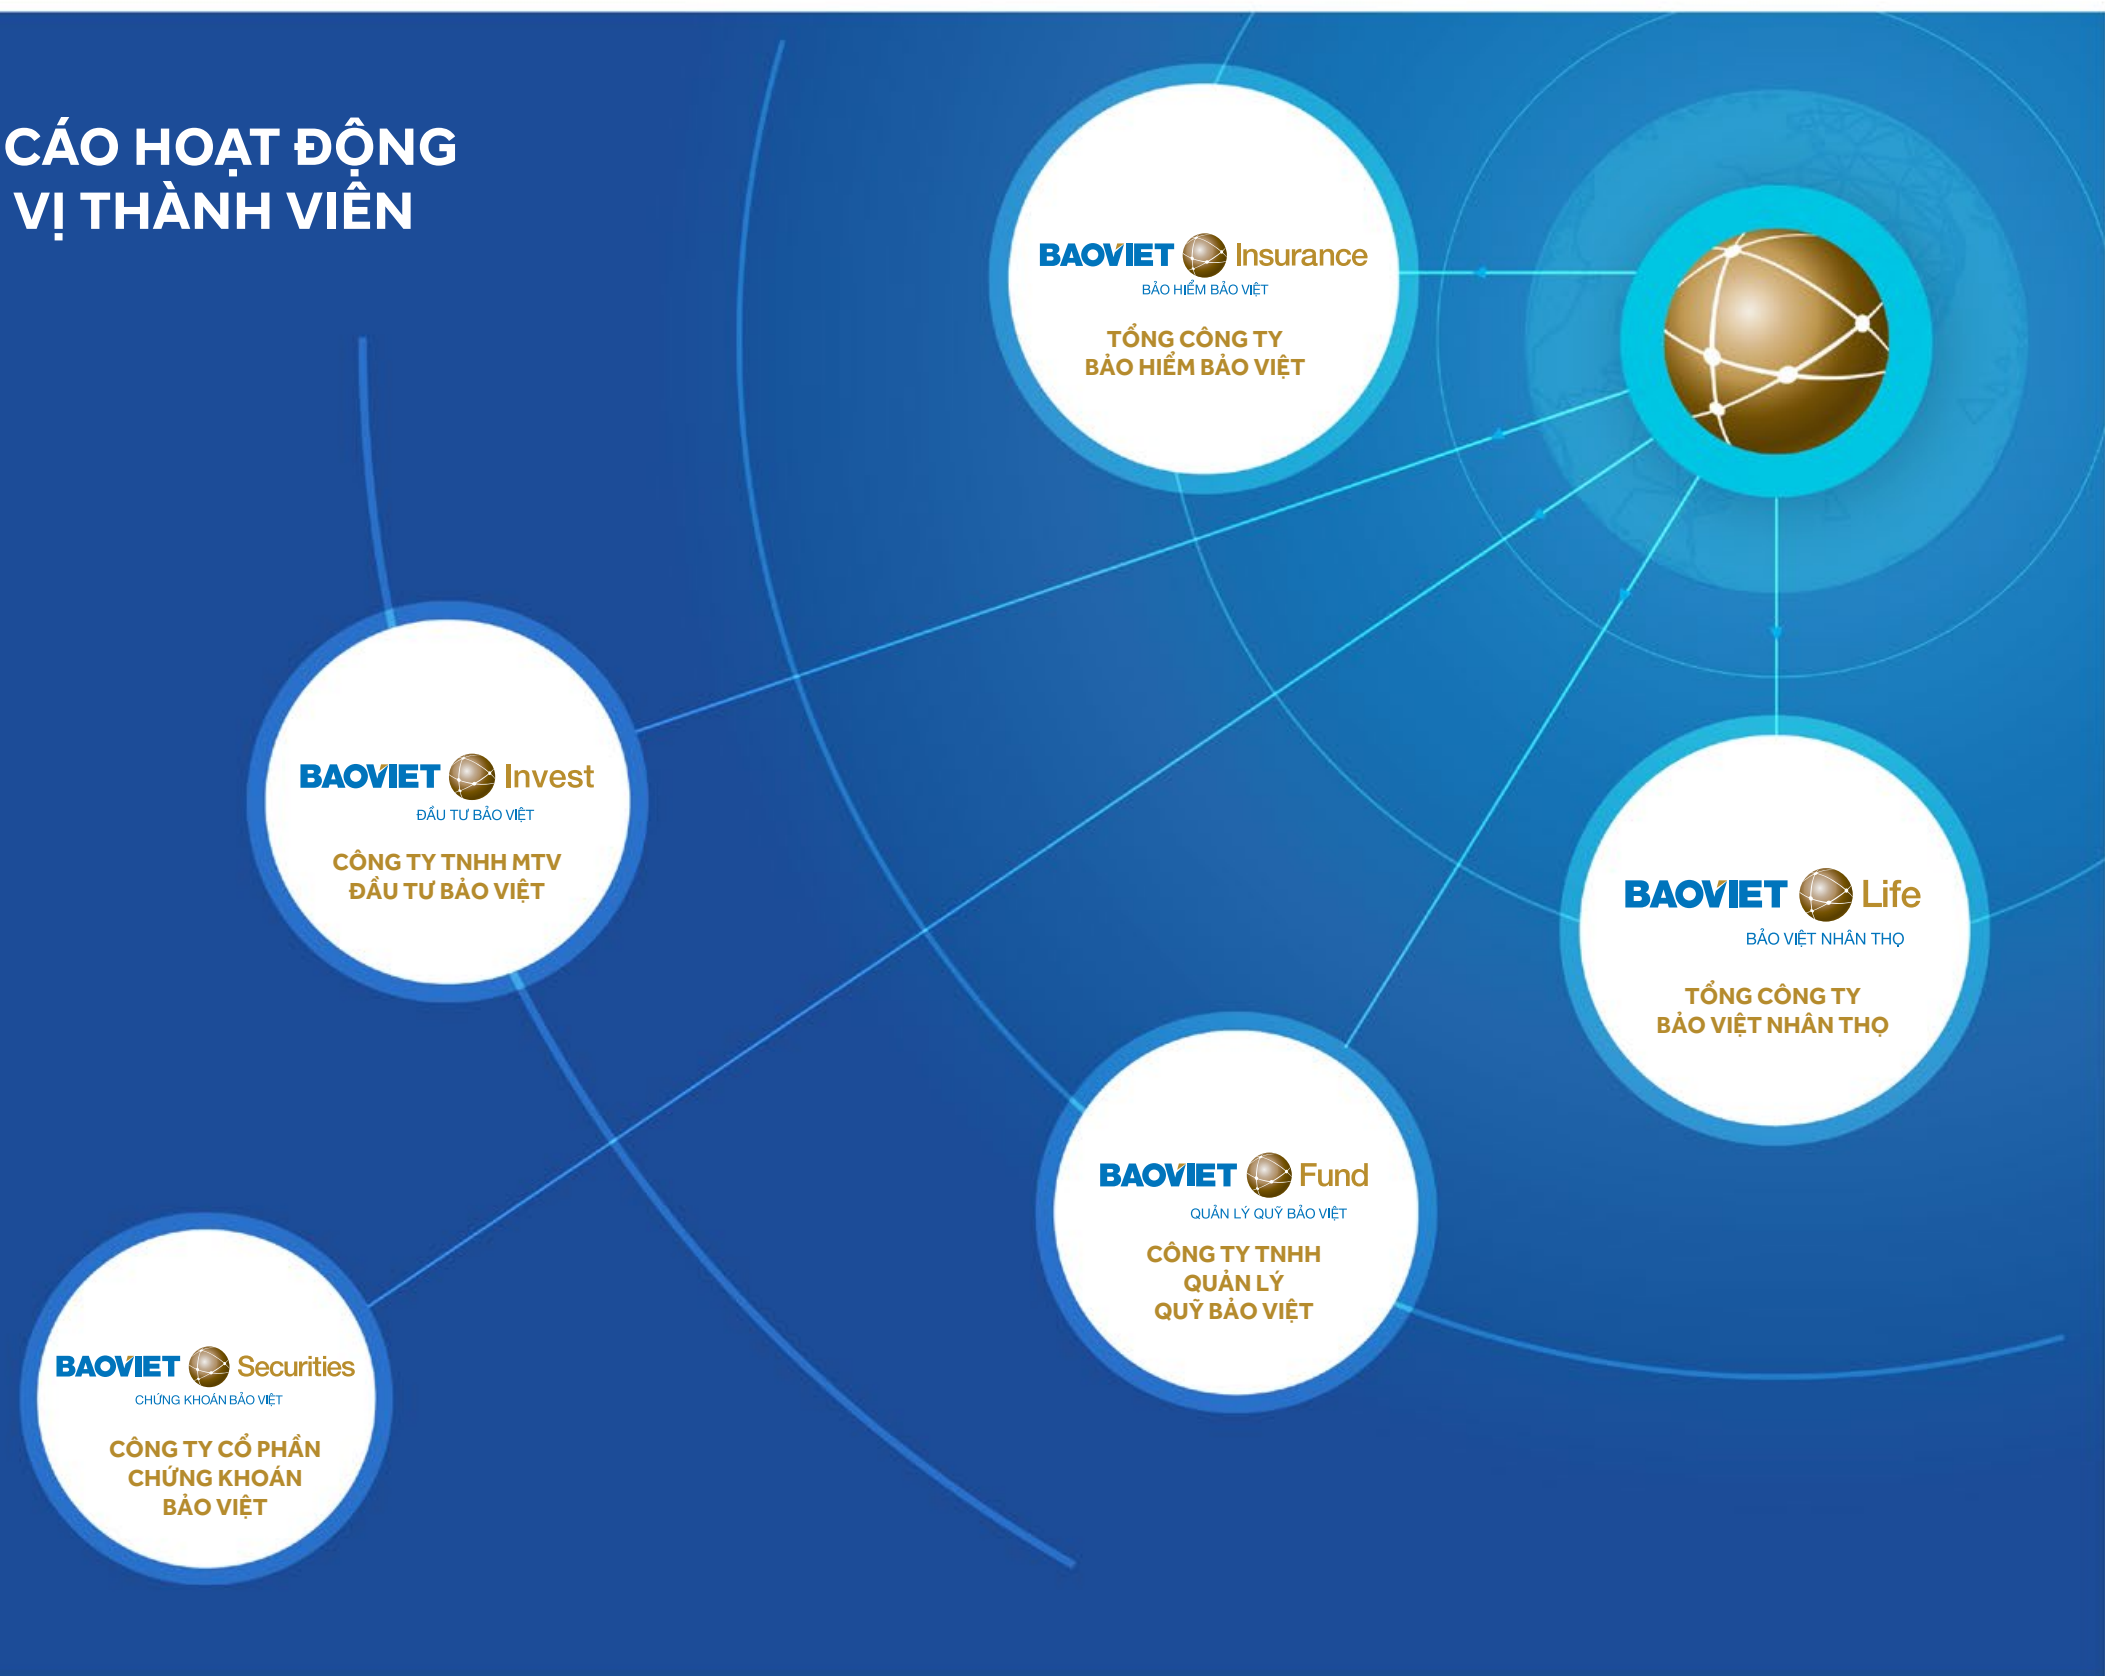 CÁO HOẠT ĐỘNG
VỊ THÀNH VIÊN
BAOVIET Insurance
BẢO HIỂM BẢO VIỆT
TỔNG CÔNG TY
BẢO HIỂM BẢO VIỆT
BAOVIET Invest
ĐẦU TƯ BẢO VIỆT
CÔNG TY TNHH MTV
ĐẦU TƯ BẢO VIỆT
BAOVIET Life
BẢO VIỆT NHÂN THỌ
TỔNG CÔNG TY
BẢO VIỆT NHÂN THỌ
BAOVIET Fund
QUẢN LÝ QUỸ BẢO VIỆT
CÔNG TY TNHH
QUẢN LÝ
QUỸ BẢO VIỆT
BAOVIET Securities
CHỨNG KHOÁN BẢO VIỆT
CÔNG TY CỔ PHẦN
CHỨNG KHOÁN
BẢO VIỆT